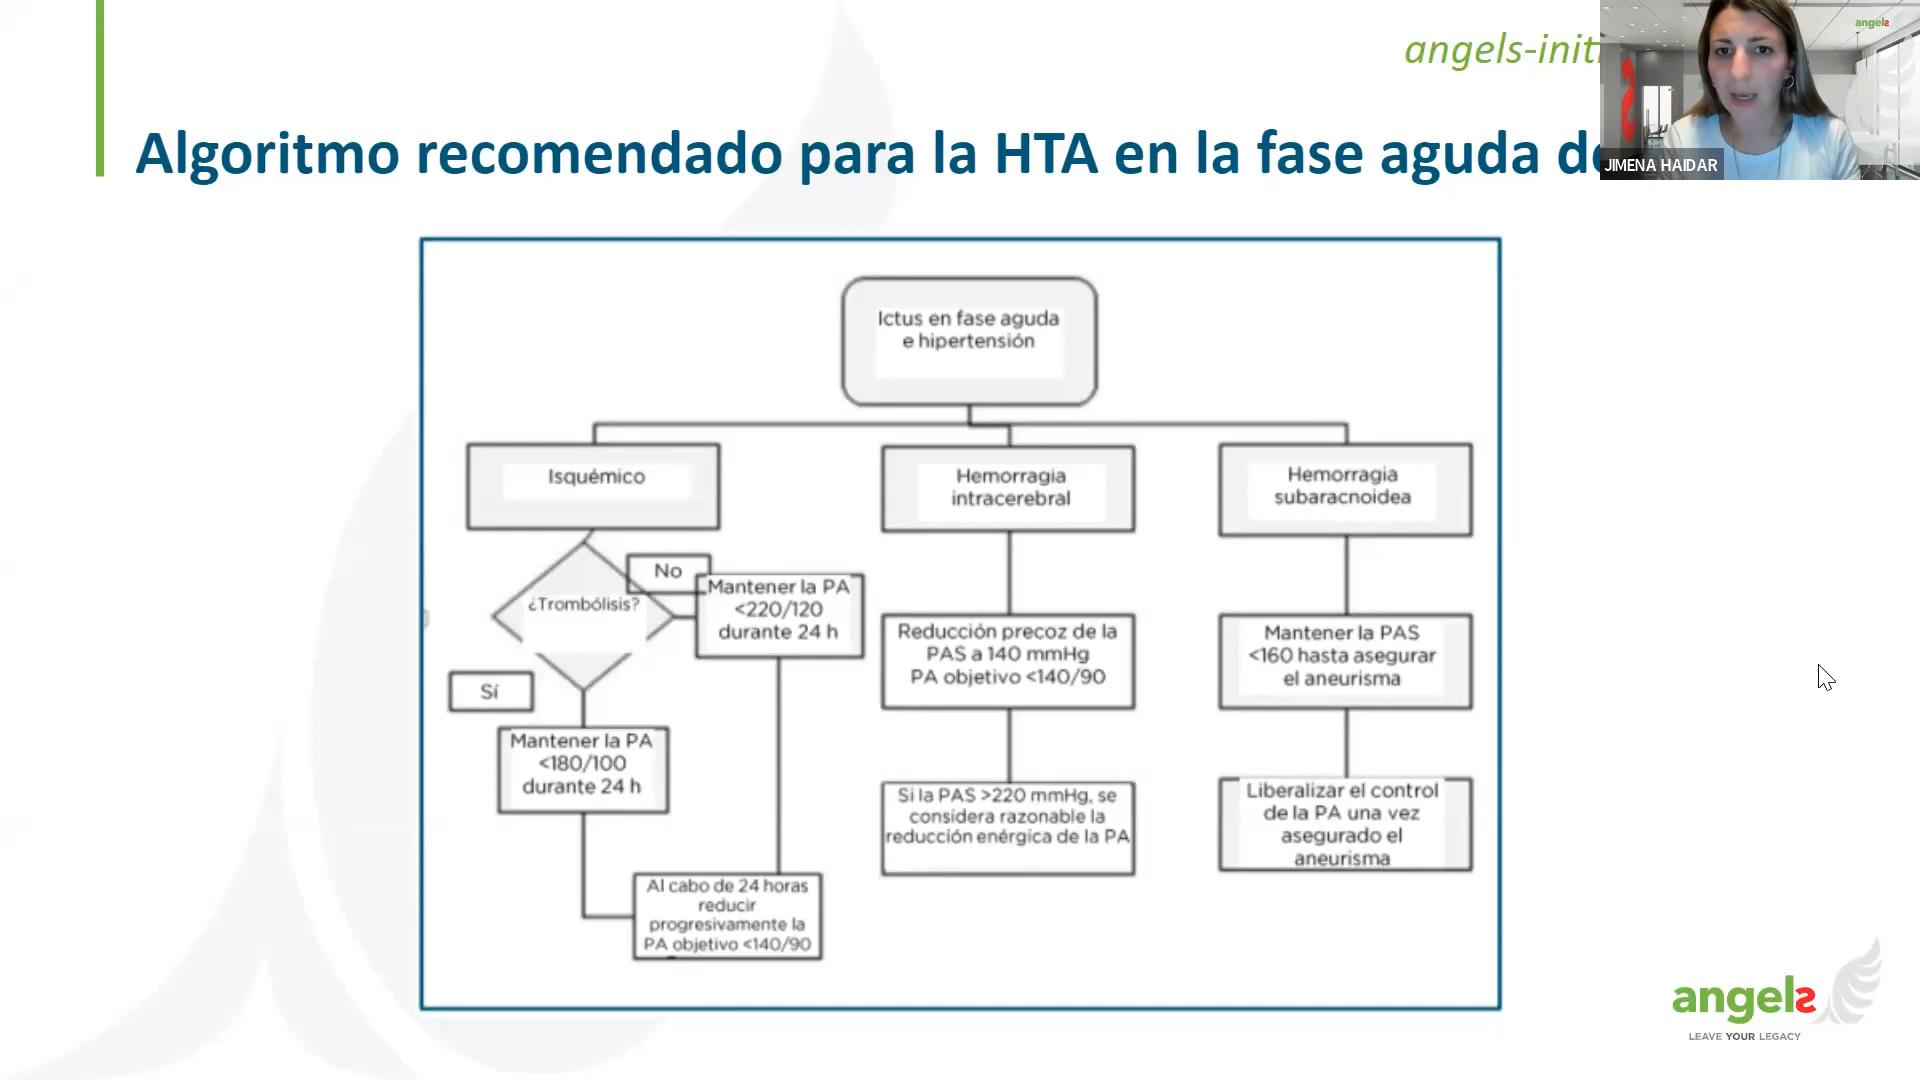 angels-init
angels
JIMENA HAIDAR
Algoritmo recomendado para la HTA en la fase aguda de
Ictus en fase aguda
e hipertensión
Isquémico
¿Trombólisis?
No
Mantener la PA
<220/120
durante 24 h
Sí
Mantener la PA
<180/100
durante 24 h
Al cabo de 24 horas
reducir
progresivamente la
PA objetivo <140/90
Hemorragia
intracerebral
Reducción precoz de la
PAS a 140 mmHg
PA objetivo <140/90
Si la PAS >220 mmHg, se
considera razonable la
reducción enérgica de la PA
Hemorragia
subaracnoidea
Mantener la PAS
<160 hasta asegurar
el aneurisma
Liberalizar el control
de la PA una vez
asegurado el
aneurisma
angels
LEAVE YOUR LEGACY